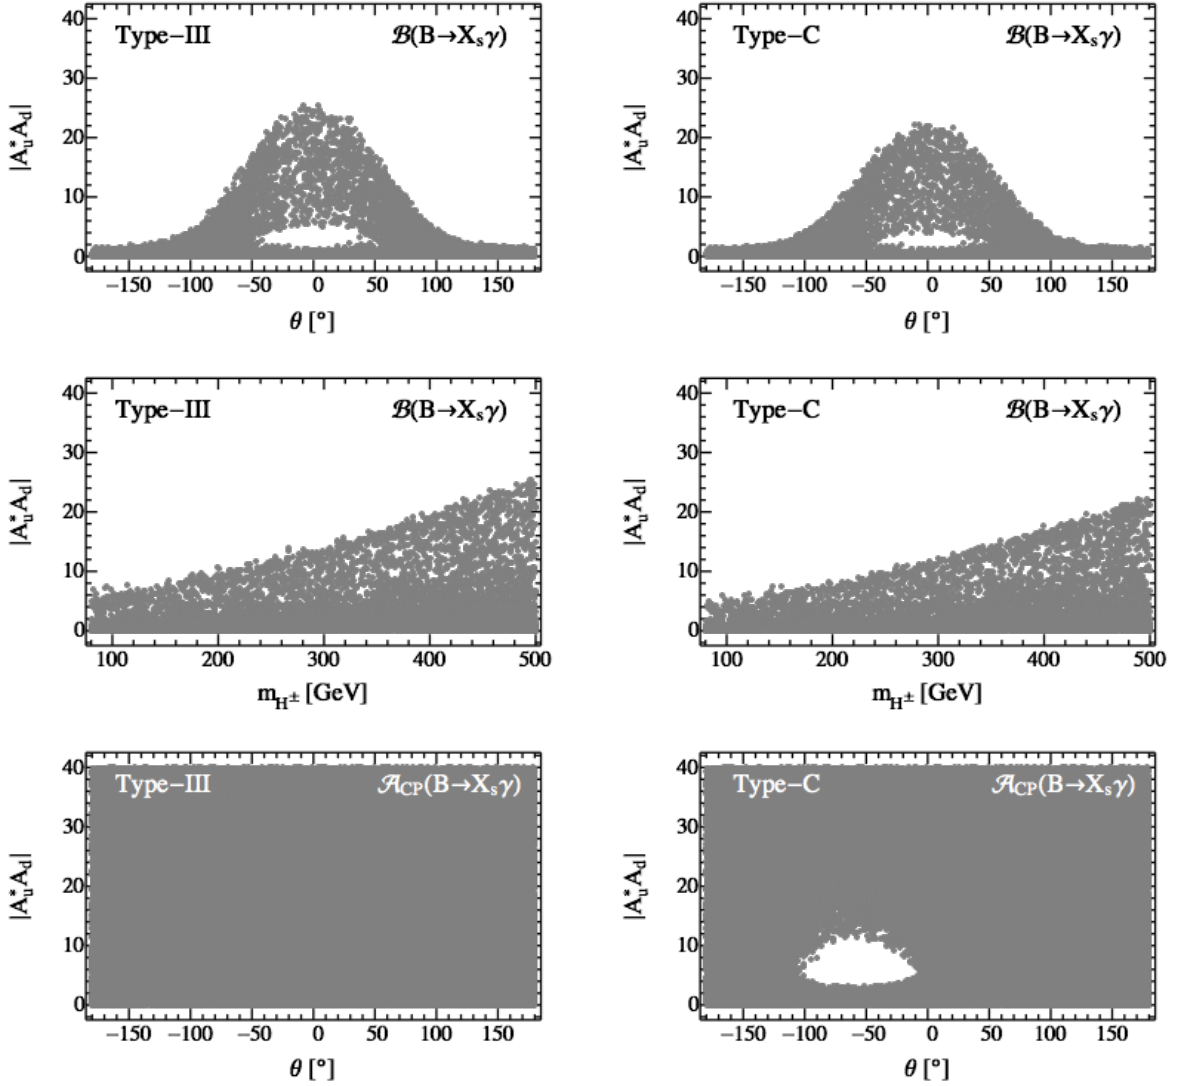 Type−III ℬ(B→X_sγ)
40
30
20
10
0
|A_u^*A_d|
−150 −100 −50 0 50 100 150
θ [°]
Type−C ℬ(B→X_sγ)
40
30
20
10
0
|A_u^*A_d|
−150 −100 −50 0 50 100 150
θ [°]
Type−III ℬ(B→X_sγ)
40
30
20
10
0
|A_u^*A_d|
100 200 300 400 500
m_{H^±} [GeV]
Type−C ℬ(B→X_sγ)
40
30
20
10
0
|A_u^*A_d|
100 200 300 400 500
m_{H^±} [GeV]
Type−III 𝒜_CP(B→X_sγ)
40
30
20
10
0
|A_u^*A_d|
−150 −100 −50 0 50 100 150
θ [°]
Type−C 𝒜_CP(B→X_sγ)
40
30
20
10
0
|A_u^*A_d|
−150 −100 −50 0 50 100 150
θ [°]